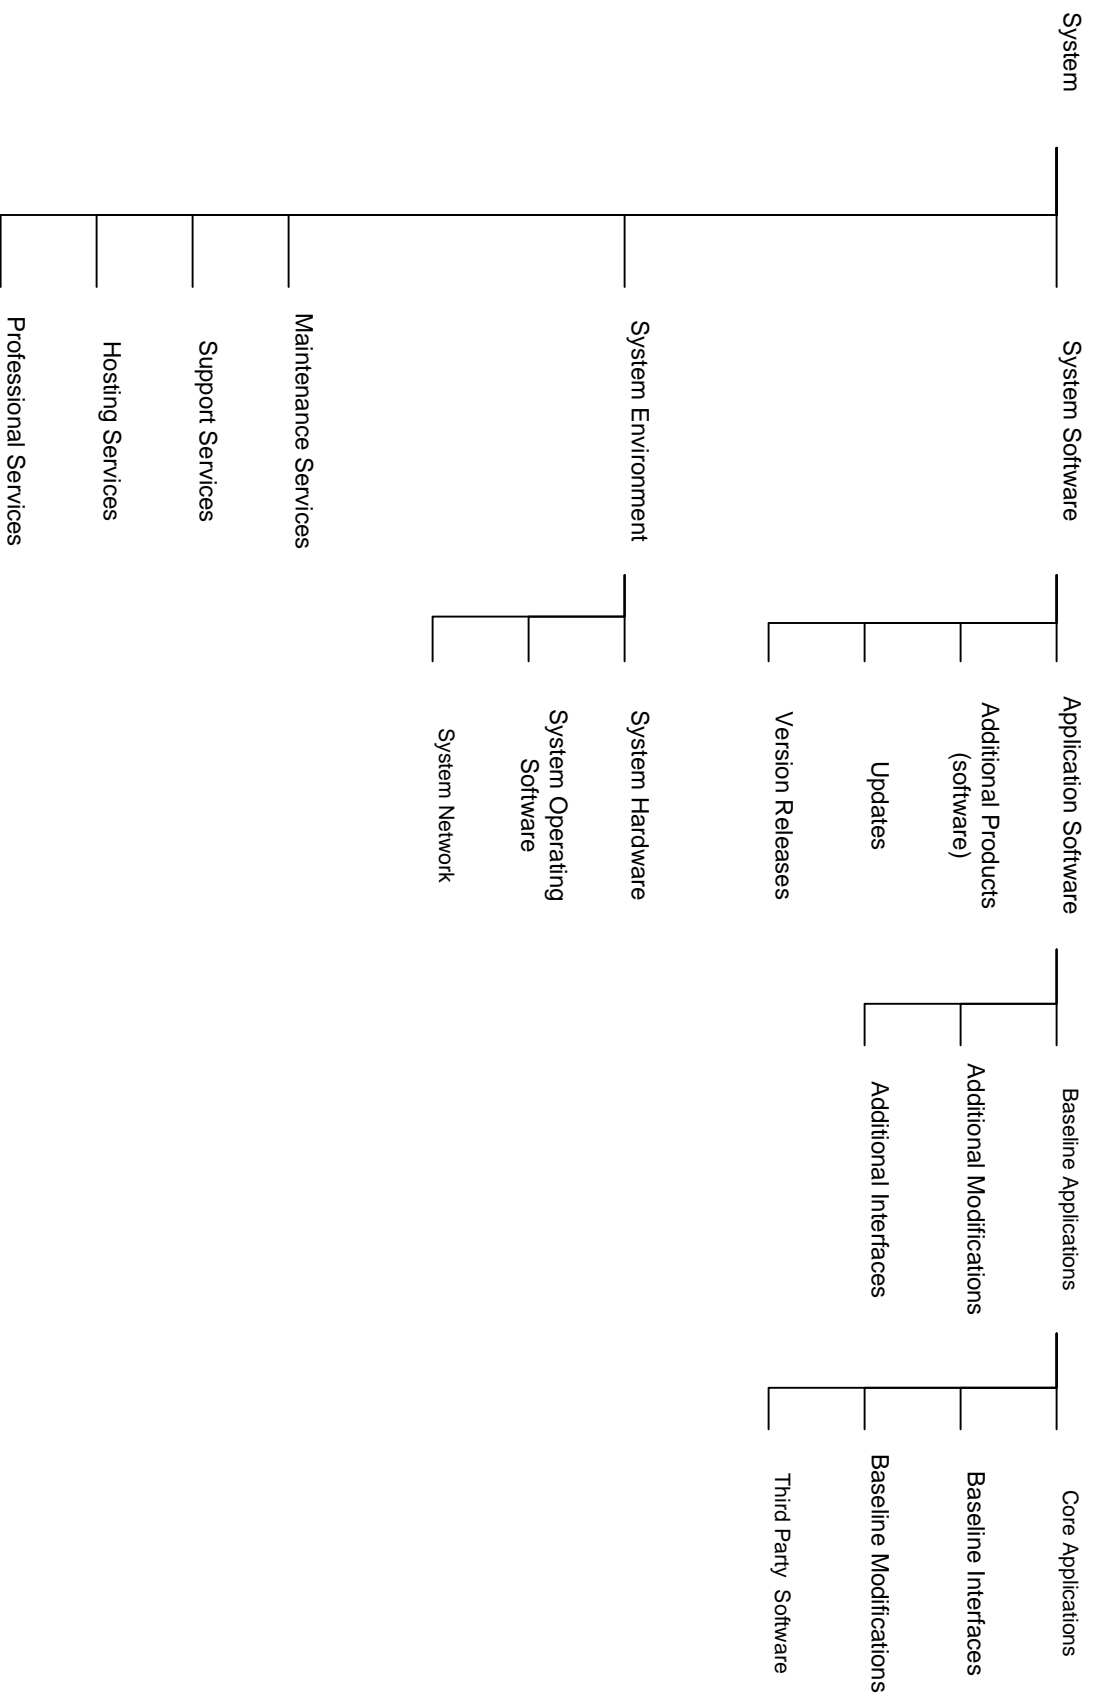 System
System Software
Application Software
Baseline Applications
Core Applications
Additional Products
(software)
Additional Modifications
Baseline Interfaces
Updates
Additional Interfaces
Baseline Modifications
Version Releases
Third Party Software
System Environment
System Hardware
System Operating
Software
System Network
Maintenance Services
Support Services
Hosting Services
Professional Services